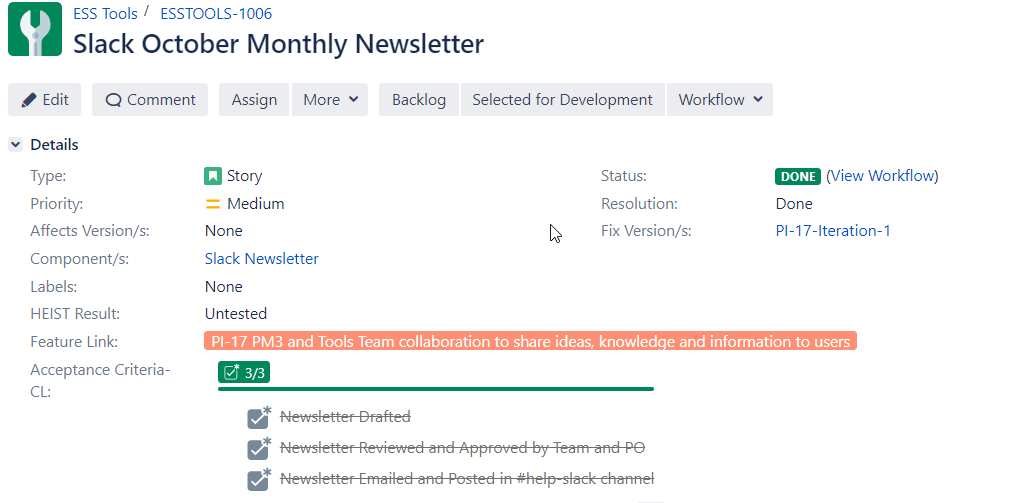 ESS Tools / ESSTOOLS-1006
Slack October Monthly Newsletter
Edit Comment Assign More Backlog Selected for Development Workflow
Details
Type: Story
Status: DONE (View Workflow)
Priority: Medium
Resolution: Done
Affects Version/s: None
Fix Version/s: PI-17-Iteration-1
Component/s: Slack Newsletter
Labels: None
HEIST Result: Untested
Feature Link: PI-17 PM3 and Tools Team collaboration to share ideas, knowledge and information to users
Acceptance Criteria-
CL:
3/3
Newsletter Drafted
Newsletter Reviewed and Approved by Team and PO
Newsletter Emailed and Posted in #help-slack channel